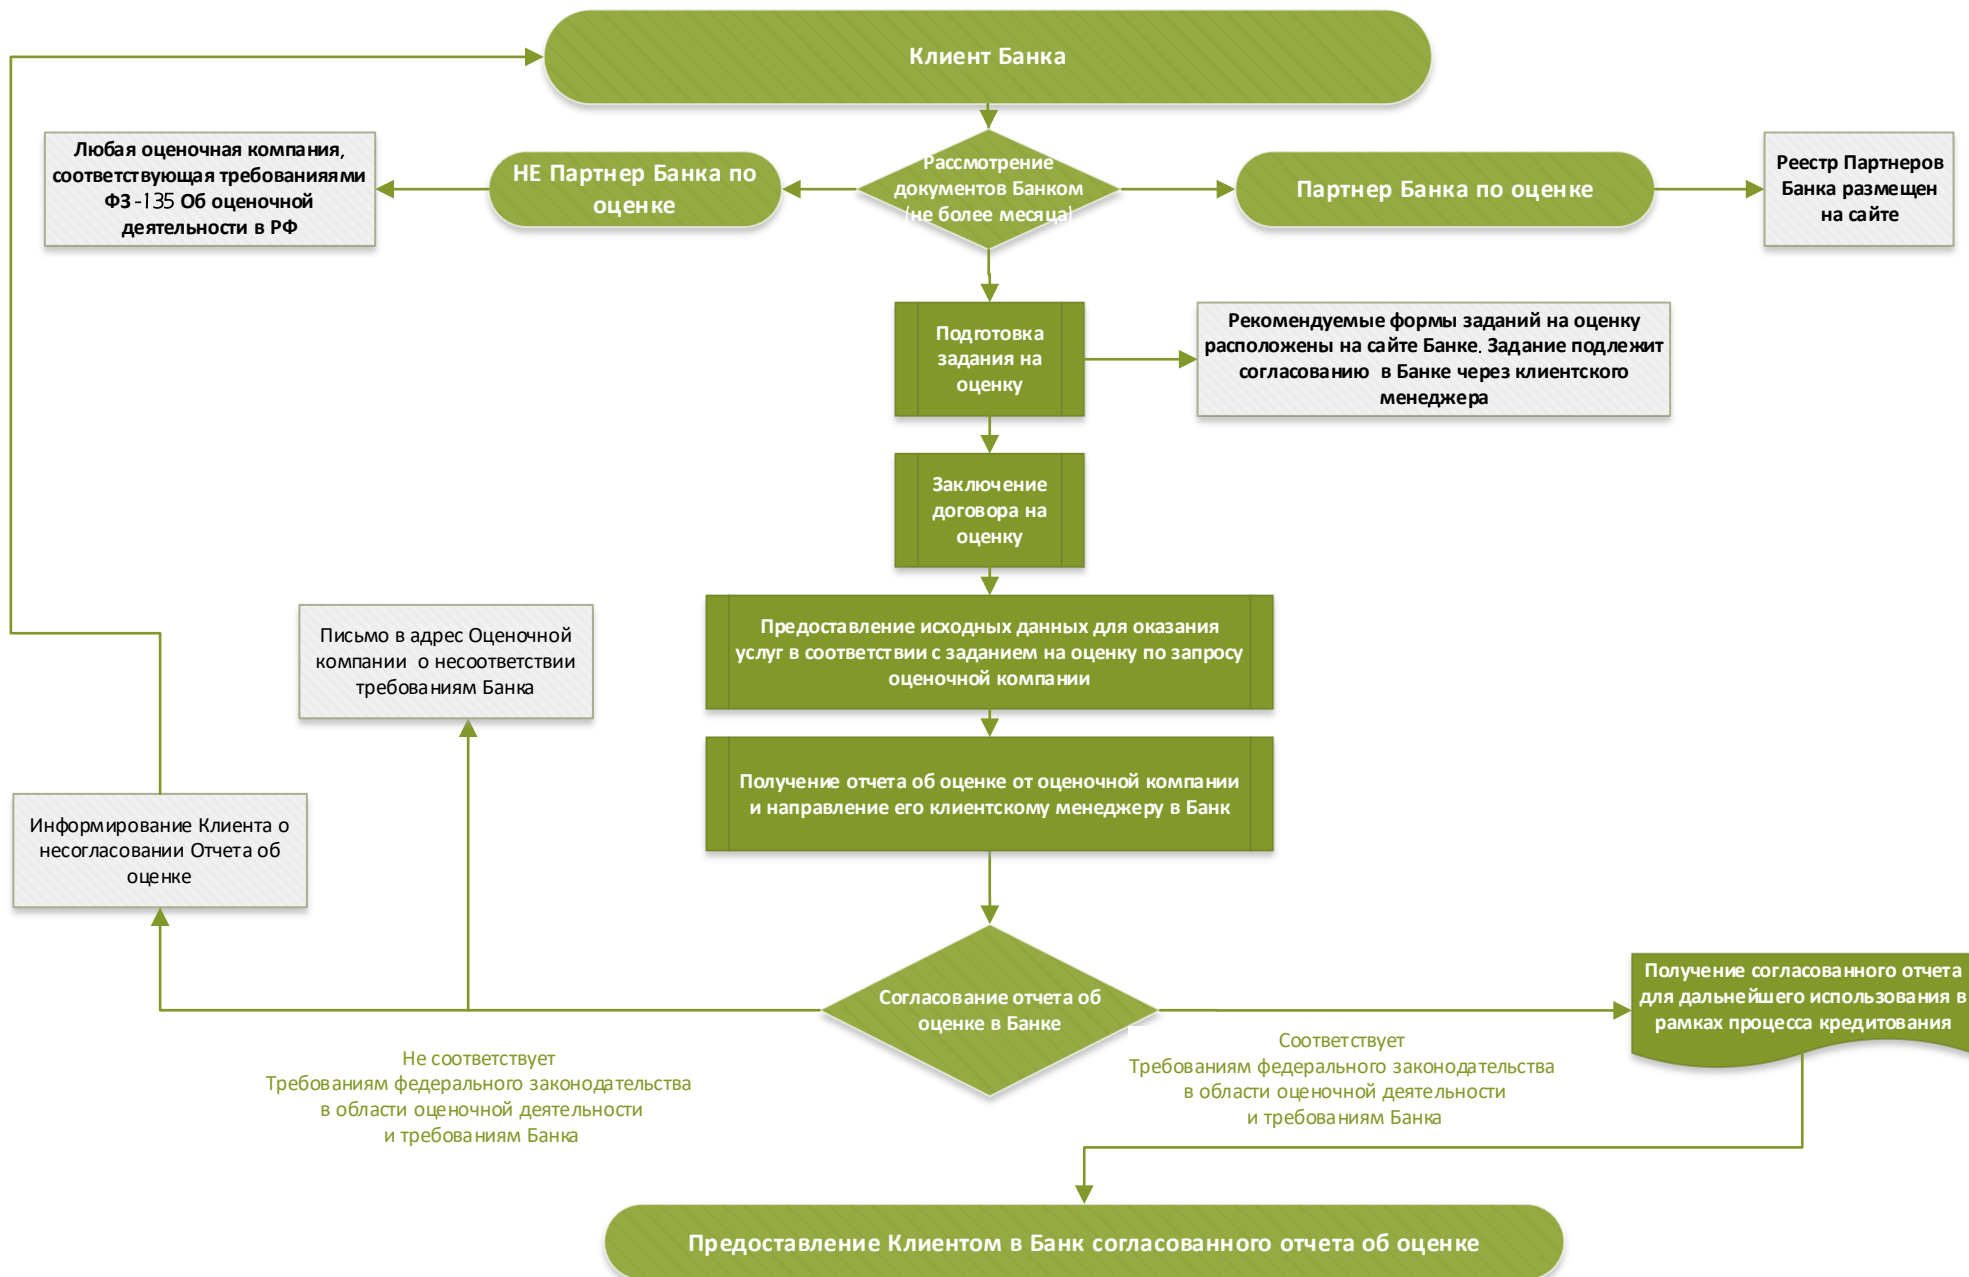 Клиент Банка
Любая оценочная компания,
соответствующая требованиями
ФЗ-135 Об оценочной
деятельности в РФ
НЕ Партнер Банка по
оценке
Рассмотрение
документов Банком
(не более месяца)
Партнер Банка по оценке
Реестр Партнеров
Банка размещен
на сайте
Подготовка
задания на
оценку
Рекомендуемые формы заданий на оценку
расположены на сайте Банке. Задание подлежит
согласованию в Банке через клиентского
менеджера
Заключение
договора на
оценку
Предоставление исходных данных для оказания
услуг в соответствии с заданием на оценку по запросу
оценочной компании
Письмо в адрес Оценочной
компании о несоответствии
требованиям Банка
Получение отчета об оценке от оценочной компании
и направление его клиентскому менеджеру в Банк
Информирование Клиента о
несогласовании Отчета об
оценке
Согласование отчета об
оценке в Банке
Получение согласованного отчета
для дальнейшего использования в
рамках процесса кредитования
Не соответствует
Требованиям федерального законодательства
в области оценочной деятельности
и требованиям Банка
Соответствует
Требованиям федерального законодательства
в области оценочной деятельности
и требованиям Банка
Предоставление Клиентом в Банк согласованного отчета об оценке